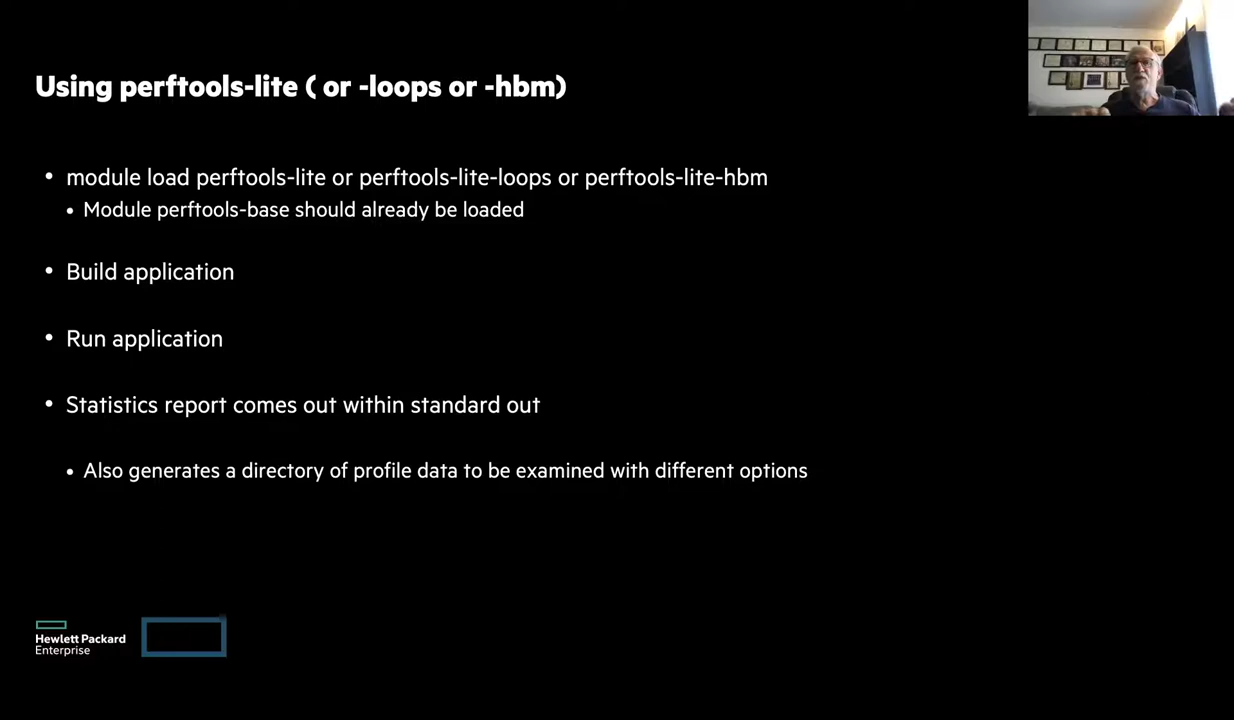 Using perftools-lite ( or -loops or -hbm)
• module load perftools-lite or perftools-lite-loops or perftools-lite-hbm
• Module perftools-base should already be loaded
• Build application
• Run application
• Statistics report comes out within standard out
• Also generates a directory of profile data to be examined with different options
Hewlett Packard
Enterprise